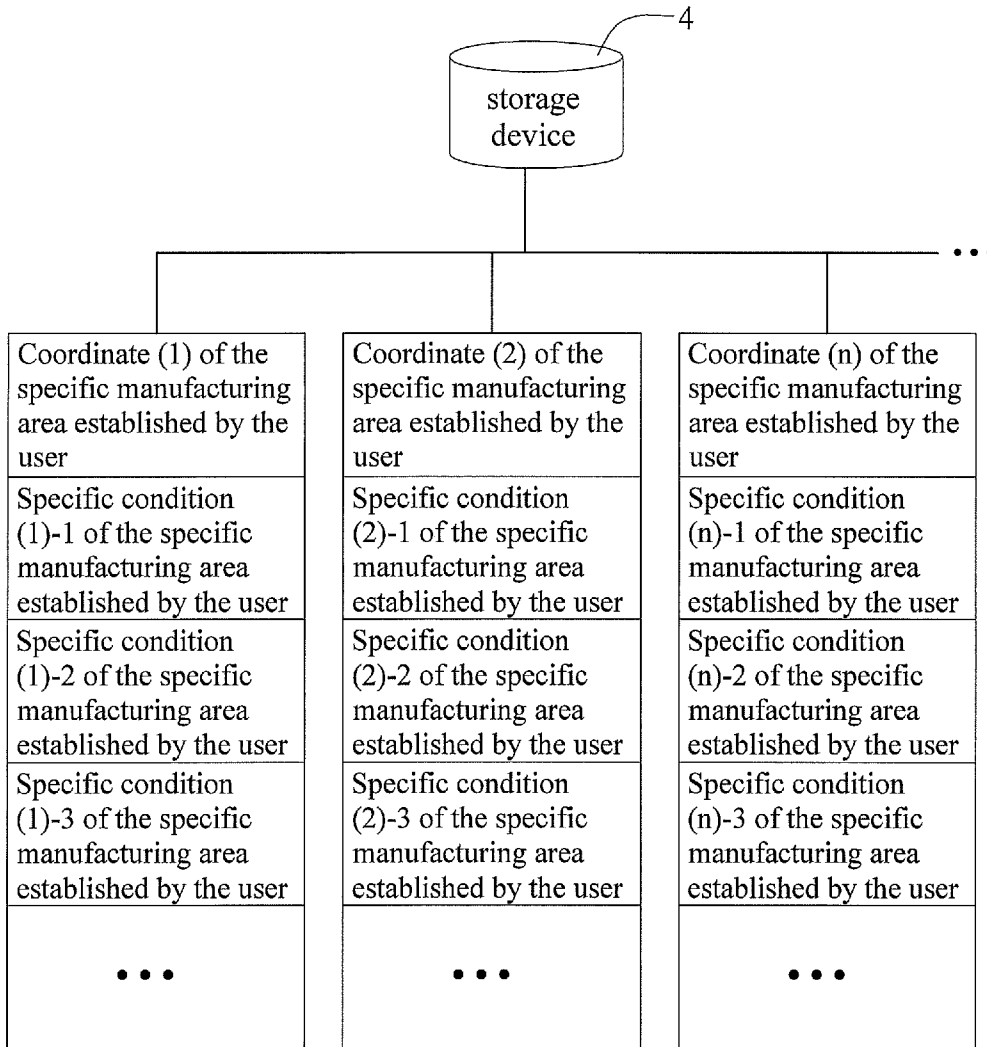 4
storage
device
• •
Coordinate (1) of the
specific manufacturing
area established by the
user
Specific condition
(1)-1 of the specific
manufacturing area
established by the user
Specific condition
(1)-2 of the specific
manufacturing area
established by the user
Specific condition
(1)-3 of the specific
manufacturing area
established by the user
• • •
Coordinate (2) of the
specific manufacturing
area established by the
user
Specific condition
(2)-1 of the specific
manufacturing area
established by the user
Specific condition
(2)-2 of the specific
manufacturing area
established by the user
Specific condition
(2)-3 of the specific
manufacturing area
established by the user
• • •
Coordinate (n) of the
specific manufacturing
area established by the
user
Specific condition
(n)-1 of the specific
manufacturing area
established by the user
Specific condition
(n)-2 of the specific
manufacturing area
established by the user
Specific condition
(n)-3 of the specific
manufacturing area
established by the user
• • •